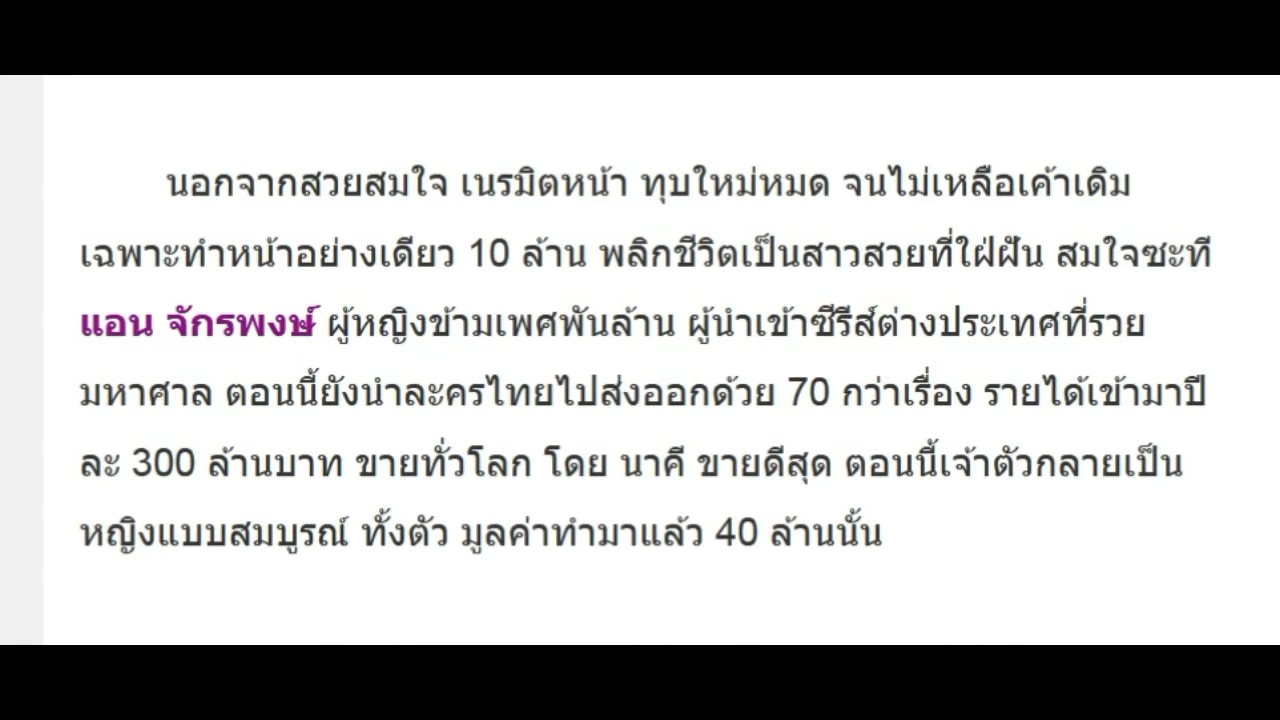 นอกจากสวยสมใจ เนรมิตหน้า ทุบใหม่หมด จนไม่เหลือเค้าเดิม
เฉพาะทำหน้าอย่างเดียว 10 ล้าน พลิกชีวิตเป็นสาวสวยที่ใฝ่ฝัน สมใจซะที
แอน จักรพงษ์ ผู้หญิงข้ามเพศพันล้าน ผู้นำเข้าซีรีส์ต่างประเทศที่รวย
มหาศาล ตอนนี้ยังนำละครไทยไปส่งออกด้วย 70 กว่าเรื่อง รายได้เข้ามาปี
ละ 300 ล้านบาท ขายทั่วโลก โดย นาคี ขายดีสุด ตอนนี้เจ้าตัวกลายเป็น
หญิงแบบสมบูรณ์ ทั้งตัว มูลค่าทำมาแล้ว 40 ล้านนั้น